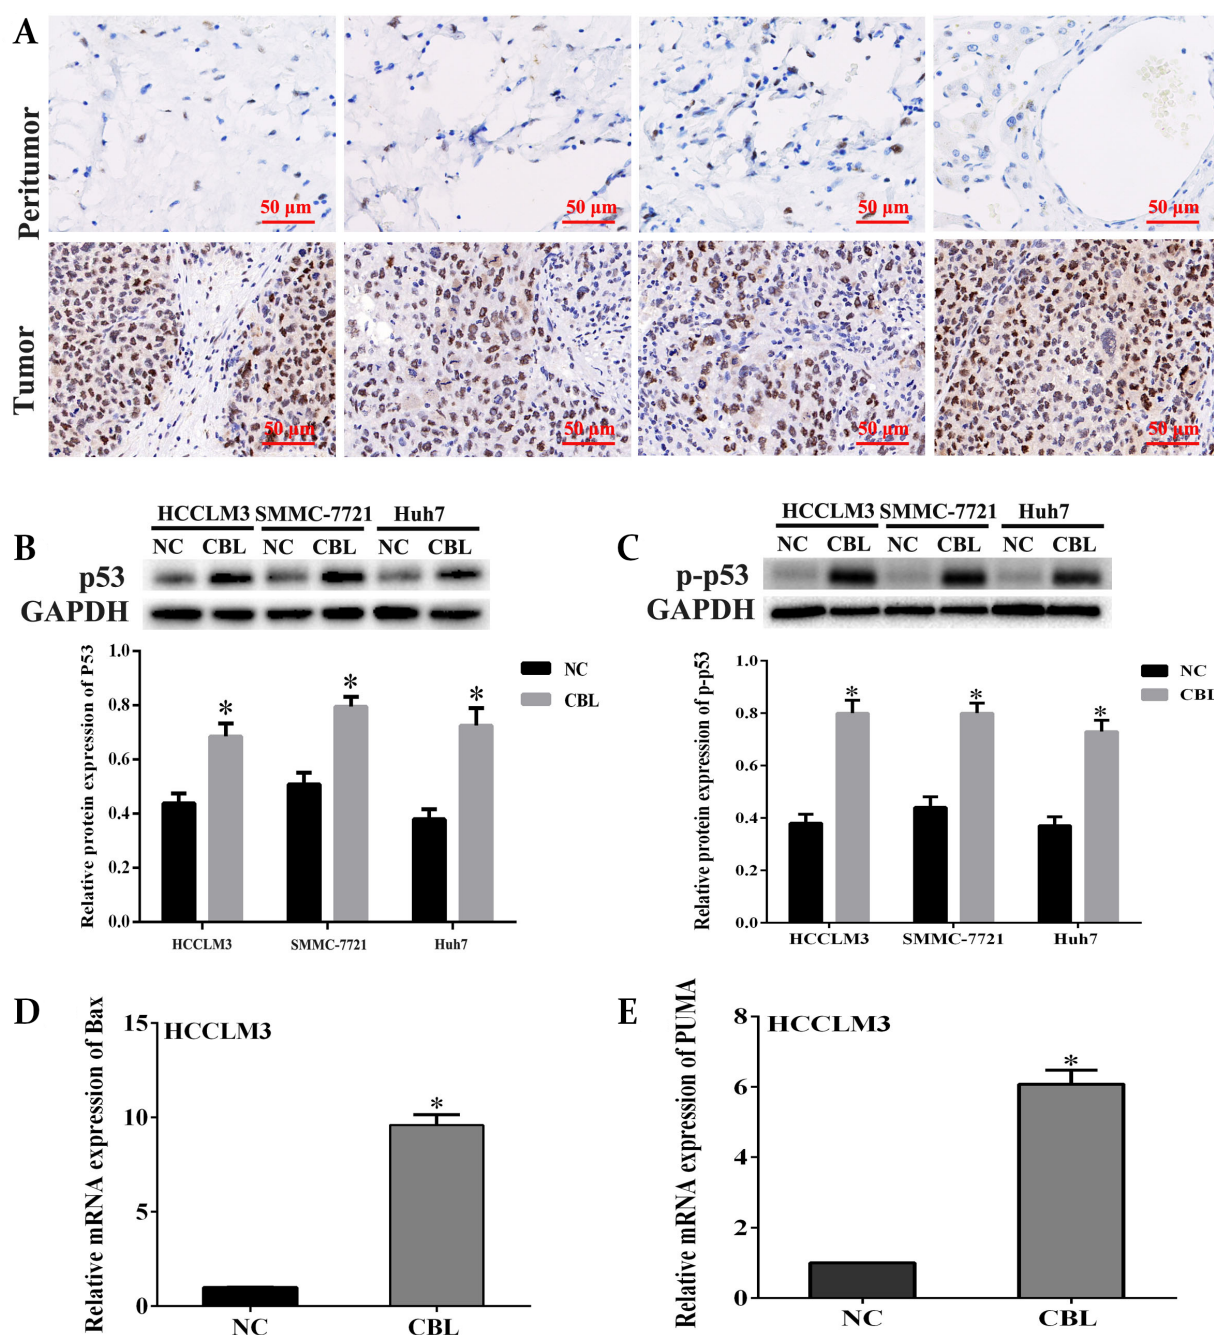 A
Peritumor
50 μm 50 μm 50 μm 50 μm
Tumor
50 μm 50 μm 50 μm 50 μm
B
HCCLM3 SMMC-7721 Huh7
NC CBL NC CBL NC CBL
p53
GAPDH
Relative protein expression of P53
1.0
0.8
0.6
0.4
0.2
0.0
* * *
HCCLM3 SMMC-7721 Huh7
NC
CBL
C
HCCLM3 SMMC-7721 Huh7
NC CBL NC CBL NC CBL
p-p53
GAPDH
Relative protein expression of p-p53
1.0
0.8
0.6
0.4
0.2
0.0
* * *
HCCLM3 SMMC-7721 Huh7
NC
CBL
D
Relative mRNA expression of Bax
15
10
5
0
HCCLM3
*
NC CBL
E
Relative mRNA expression of PUMA
8
6
4
2
0
HCCLM3
*
NC CBL